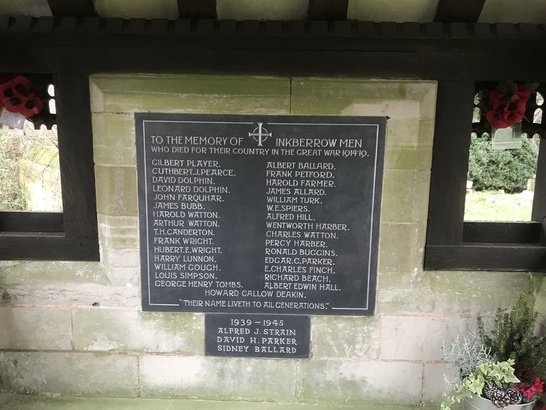 TO THE MEMORY OF INKBERROW MEN
WHO DIED FOR THEIR COUNTRY IN THE GREAT WAR 1914-19.
GILBERT PLAYER.
CUTHBERT.J.PEARCE.
DAVID DOLPHIN.
LEONARD DOLPHIN.
JOHN FARQUHAR.
JAMES BUBB.
HAROLD WATTON.
ARTHUR WATTON.
T.H.GANDERTON.
FRANK WRIGHT.
HUBERT.E.WRIGHT.
HARRY LUNNON.
WILLIAM GOUGH.
LOUIS SIMPSON.
GEORGE HENRY TOMBS.
ALBERT BALLARD.
FRANK PETFORD.
HAROLD FARMER.
JAMES ALLARD.
WILLIAM TURK.
W.E.SPIERS.
ALFRED HILL.
WENTWORTH HARBER.
CHARLES WATTON.
PERCY HARBER.
RONALD BUGGINS.
EDGAR.G.PARKER.
E.CHARLES FINCH.
RICHARD BEACH.
ALBERT EDWIN HALL.
HOWARD CALLOW DEAKIN.
"THEIR NAME LIVETH TO ALL GENERATIONS."
1939-1945
ALFRED J. STRAIN
DAVID H. PARKER
SIDNEY BALLARD